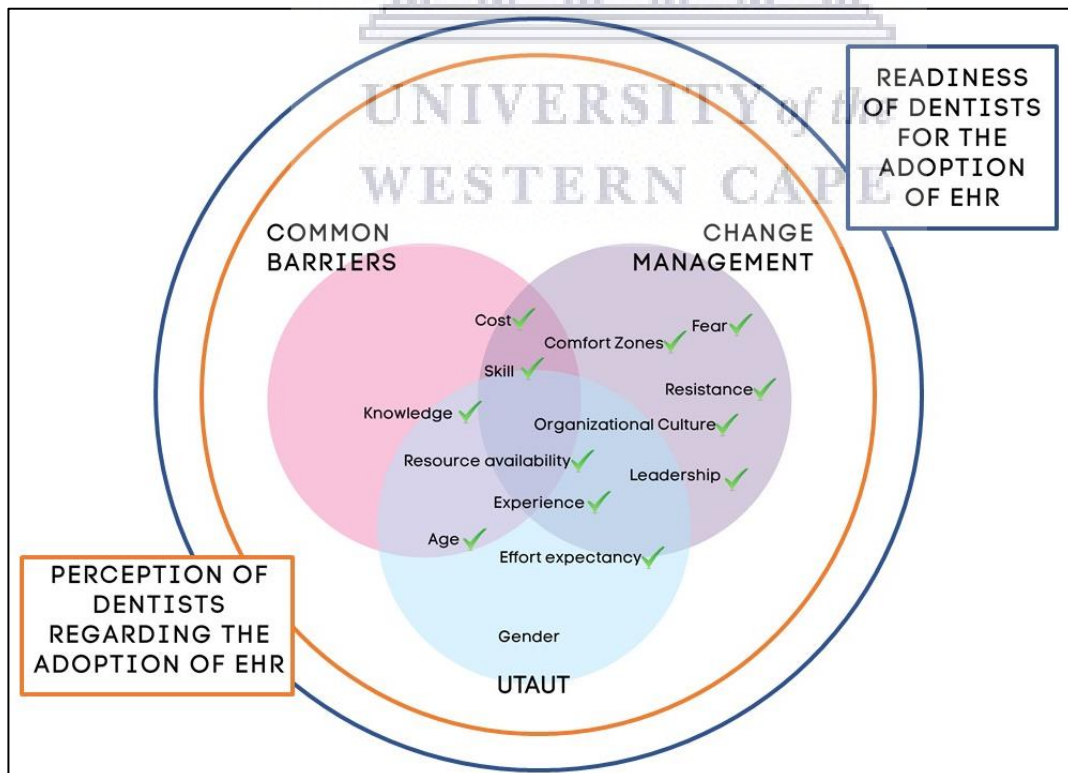 UNIVERSITY of the
WESTERN CAPE
READINESS
OF DENTISTS
FOR THE
ADOPTION
OF EHR
COMMON
BARRIERS
CHANGE
MANAGEMENT
Cost
Fear
Comfort Zones
Skill
Resistance
Knowledge
Organizational Culture
Resource availability
Leadership
Experience
Age
Effort expectancy
Gender
UTAUT
PERCEPTION OF
DENTISTS
REGARDING THE
ADOPTION OF EHR